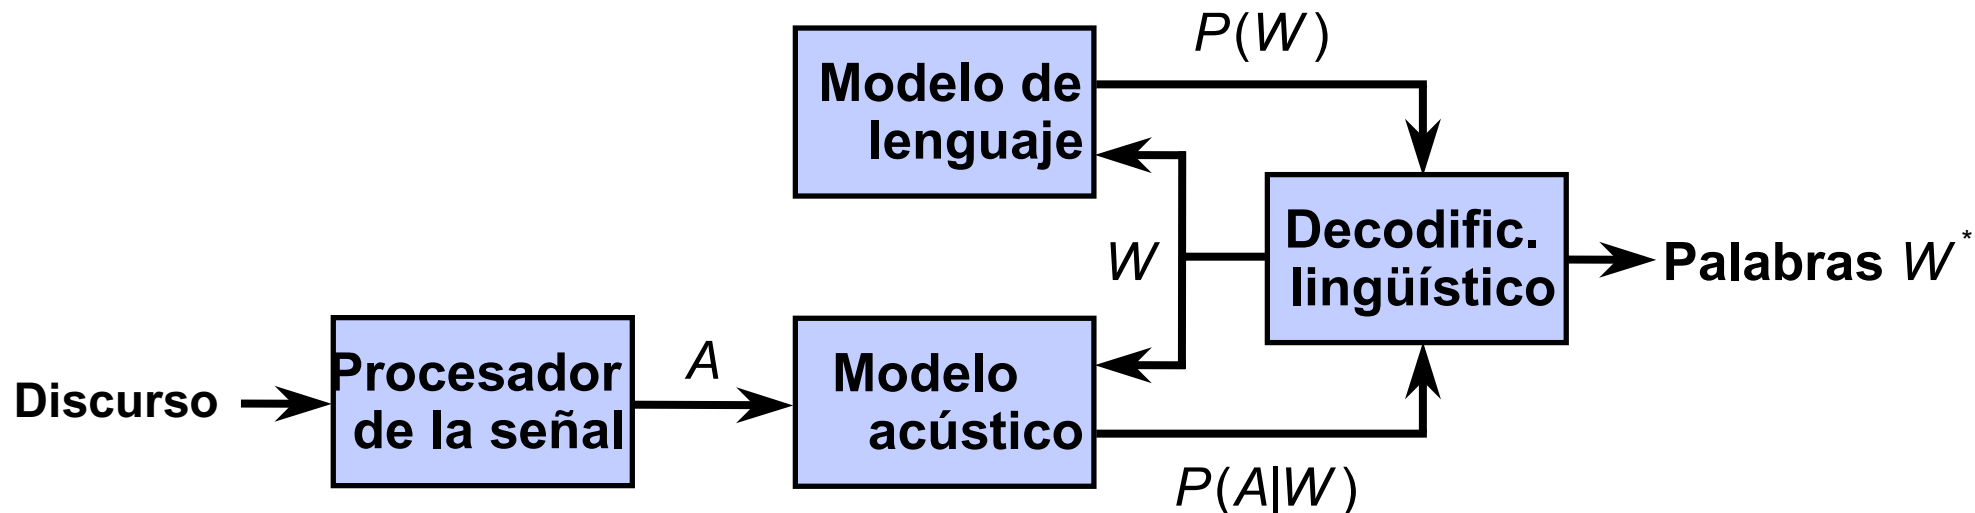 P(W)
Modelo de
lenguaje
W
Decodific.
lingüístico
Palabras W*
Discurso
Procesador
de la señal
A
Modelo
acústico
P(A|W)